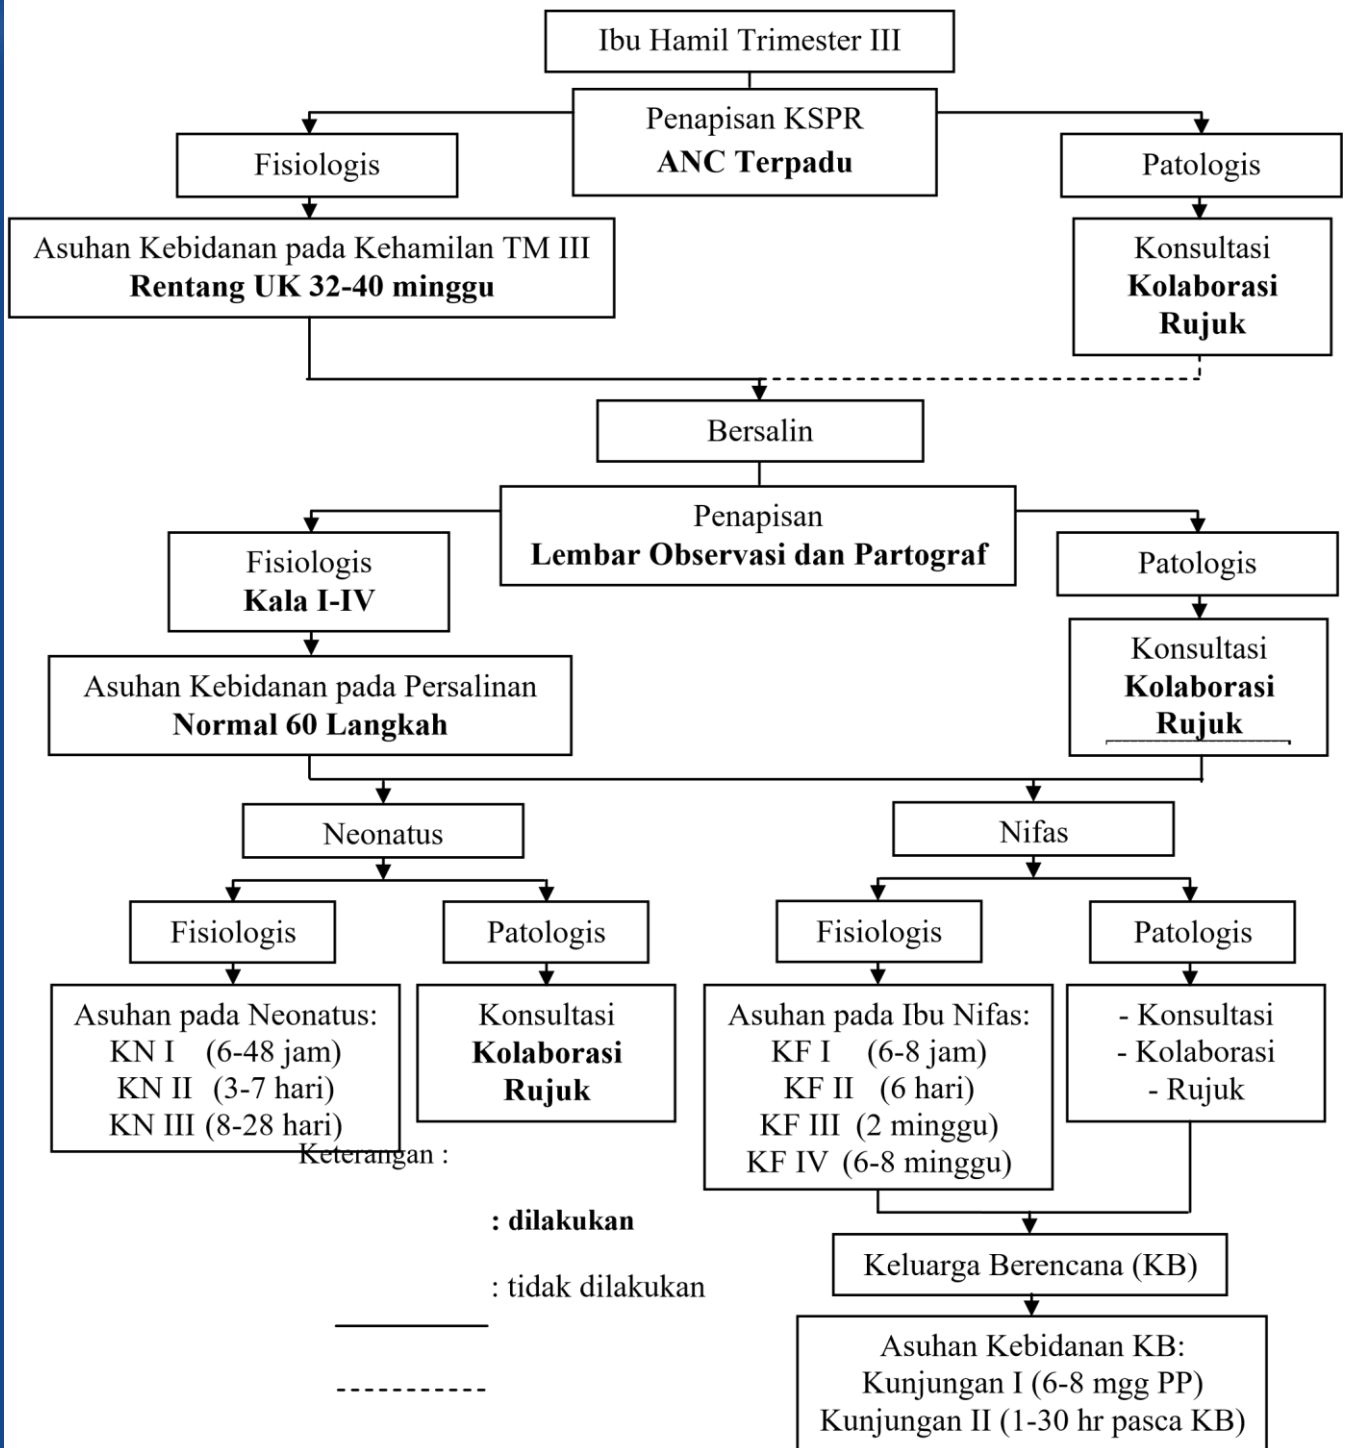 Ibu Hamil Trimester III
Penapisan KSPR
ANC Terpadu
Fisiologis
Patologis
Asuhan Kebidanan pada Kehamilan TM III
Rentang UK 32-40 minggu
Konsultasi
Kolaborasi
Rujuk
Bersalin
Penapisan
Lembar Observasi dan Partograf
Fisiologis
Kala I-IV
Patologis
Asuhan Kebidanan pada Persalinan
Normal 60 Langkah
Konsultasi
Kolaborasi
Rujuk
Neonatus
Nifas
Fisiologis
Patologis
Fisiologis
Patologis
Asuhan pada Neonatus:
KN I (6-48 jam)
KN II (3-7 hari)
KN III (8-28 hari)
Konsultasi
Kolaborasi
Rujuk
Asuhan pada Ibu Nifas:
KF I (6-8 jam)
KF II (6 hari)
KF III (2 minggu)
KF IV (6-8 minggu)
- Konsultasi
- Kolaborasi
- Rujuk
Keterangan :
: dilakukan
: tidak dilakukan
Keluarga Berencana (KB)
Asuhan Kebidanan KB:
Kunjungan I (6-8 mgg PP)
Kunjungan II (1-30 hr pasca KB)